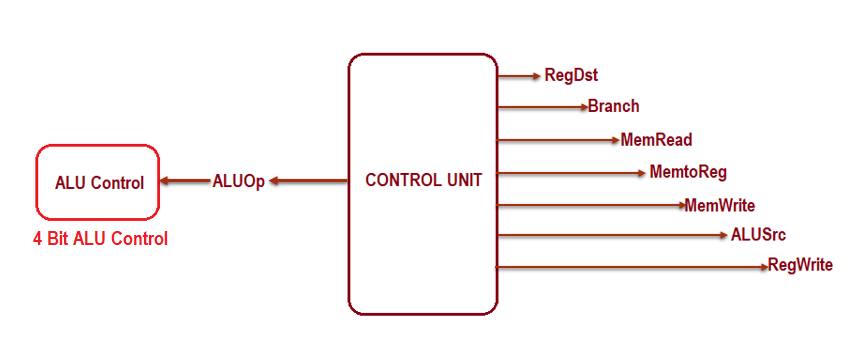 RegDst
Branch
MemRead
MemtoReg
MemWrite
ALUSrc
RegWrite
CONTROL UNIT
ALUOp
ALU Control
4 Bit ALU Control